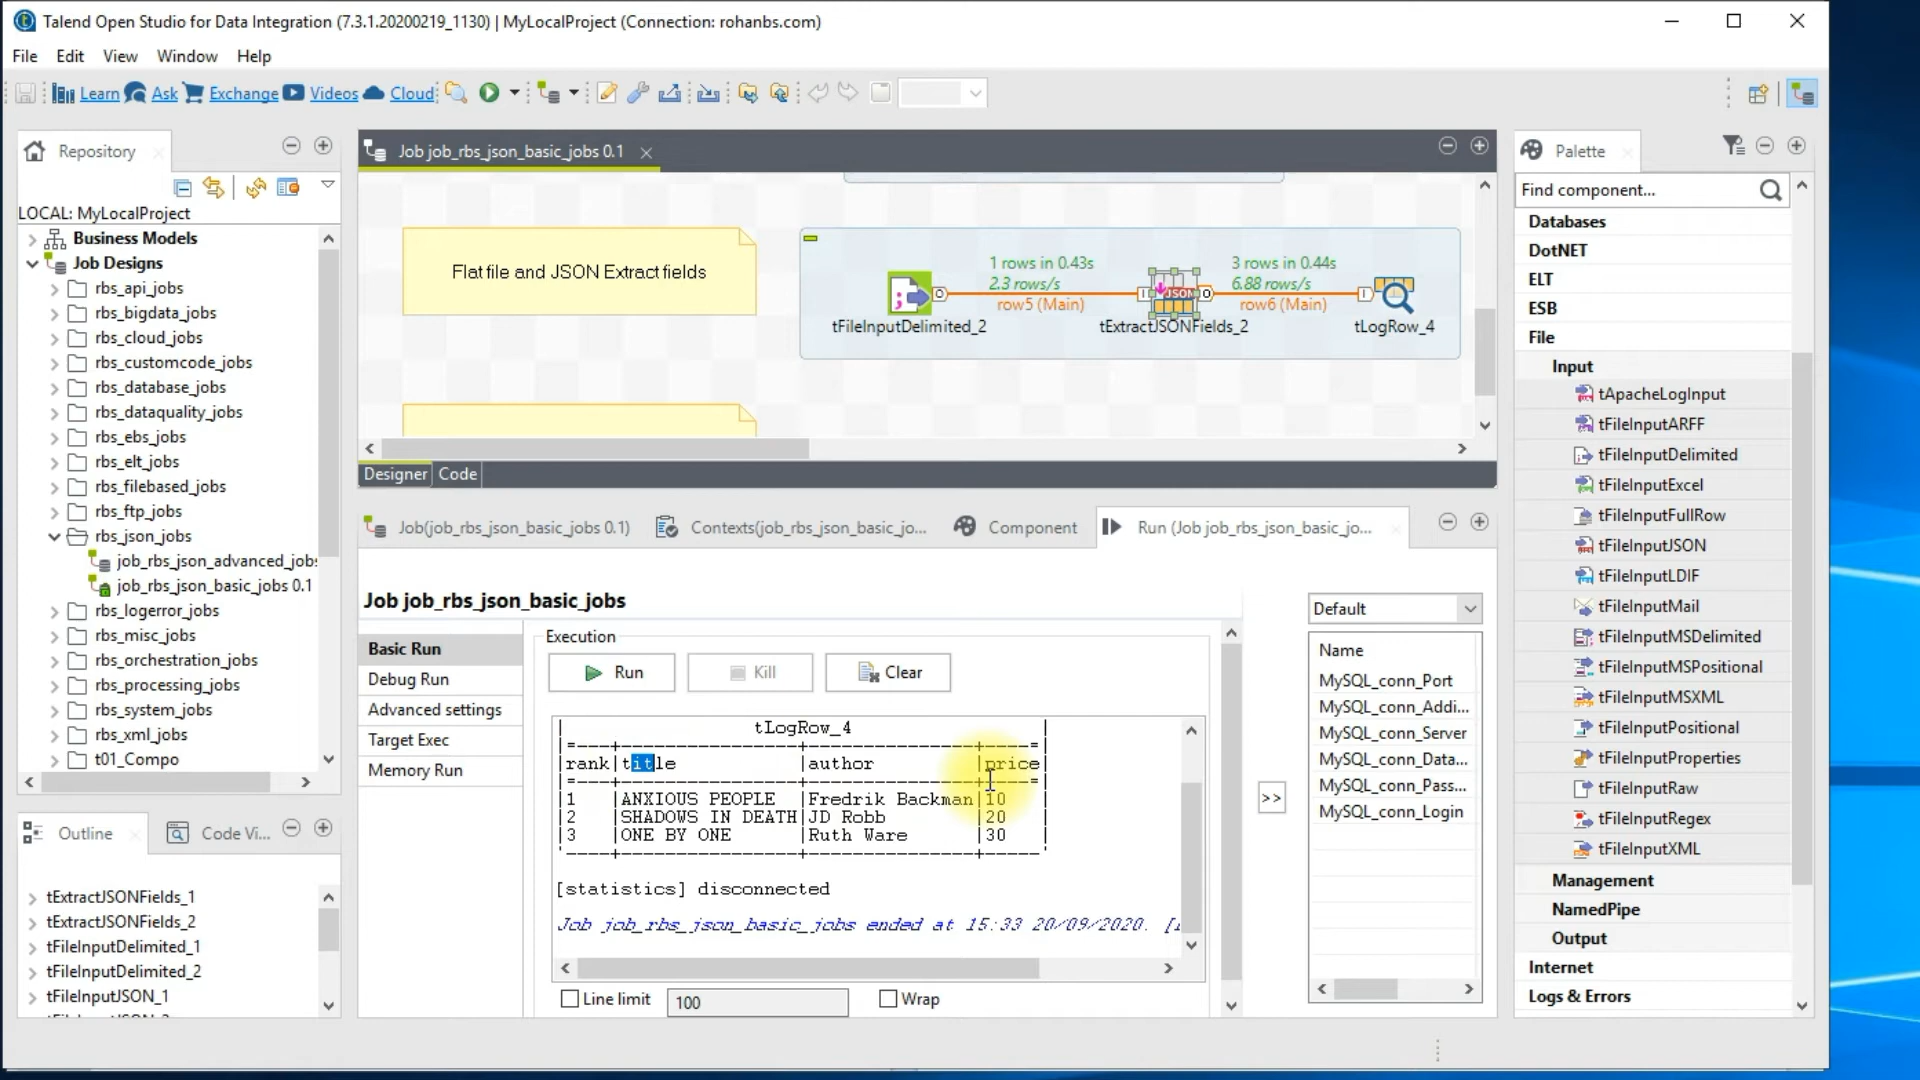 Talend Open Studio for Data Integration (7.3.1.20200219_1130) | MyLocalProject (Connection: rohanbs.com)
File Edit View Window Help
Learn Ask Exchange Videos Cloud
Repository
LOCAL: MyLocalProject
Business Models
Job Designs
rbs_api_jobs
rbs_bigdata_jobs
rbs_cloud_jobs
rbs_customcode_jobs
rbs_database_jobs
rbs_dataquality_jobs
rbs_ebs_jobs
rbs_elt_jobs
rbs_filebased_jobs
rbs_ftp_jobs
rbs_json_jobs
job_rbs_json_advanced_jobs
job_rbs_json_basic_jobs 0.1
rbs_logerror_jobs
rbs_misc_jobs
rbs_orchestration_jobs
rbs_processing_jobs
rbs_system_jobs
rbs_xml_jobs
t01_Compo
Outline
Code Vi...
tExtractJSONFields_1
tExtractJSONFields_2
tFileInputDelimited_1
tFileInputDelimited_2
tFileInputJSON_1
Job job_rbs_json_basic_jobs 0.1
Flat file and JSON Extract fields
1 rows in 0.43s
2.3 rows/s
row5 (Main)
3 rows in 0.44s
6.88 rows/s
row6 (Main)
JSON
tFileInputDelimited_2
tExtractJSONFields_2
tLogRow_4
Designer
Code
Job(job_rbs_json_basic_jobs 0.1)
Contexts(job_rbs_json_basic_jo...
Component
Run (Job job_rbs_json_basic_jo...
Job job_rbs_json_basic_jobs
Basic Run
Debug Run
Advanced settings
Target Exec
Memory Run
Execution
Run
Kill
Clear
| tLogRow_4 |
|=----+------------------+----------------+----=|
|rank|title |author |price|
|=----+------------------+----------------+----=|
|1 |ANXIOUS PEOPLE |Fredrik Backman|10 |
|2 |SHADOWS IN DEATH|JD Robb |20 |
|3 |ONE BY ONE |Ruth Ware |30 |
'----+------------------+----------------+-----'
[statistics] disconnected
Job job_rbs_json_basic_jobs ended at 15:33 20/09/2020.
Line limit
100
Wrap
>>
Default
Name
MySQL_conn_Port
MySQL_conn_Addi...
MySQL_conn_Server
MySQL_conn_Data...
MySQL_conn_Pass...
MySQL_conn_Login
Palette
Find component...
Databases
DotNET
ELT
ESB
File
Input
tApacheLogInput
tFileInputARFF
tFileInputDelimited
tFileInputExcel
tFileInputFullRow
tFileInputJSON
tFileInputLDIF
tFileInputMail
tFileInputMSDelimited
tFileInputMSPositional
tFileInputMSXML
tFileInputPositional
tFileInputProperties
tFileInputRaw
tFileInputRegex
tFileInputXML
Management
NamedPipe
Output
Internet
Logs & Errors